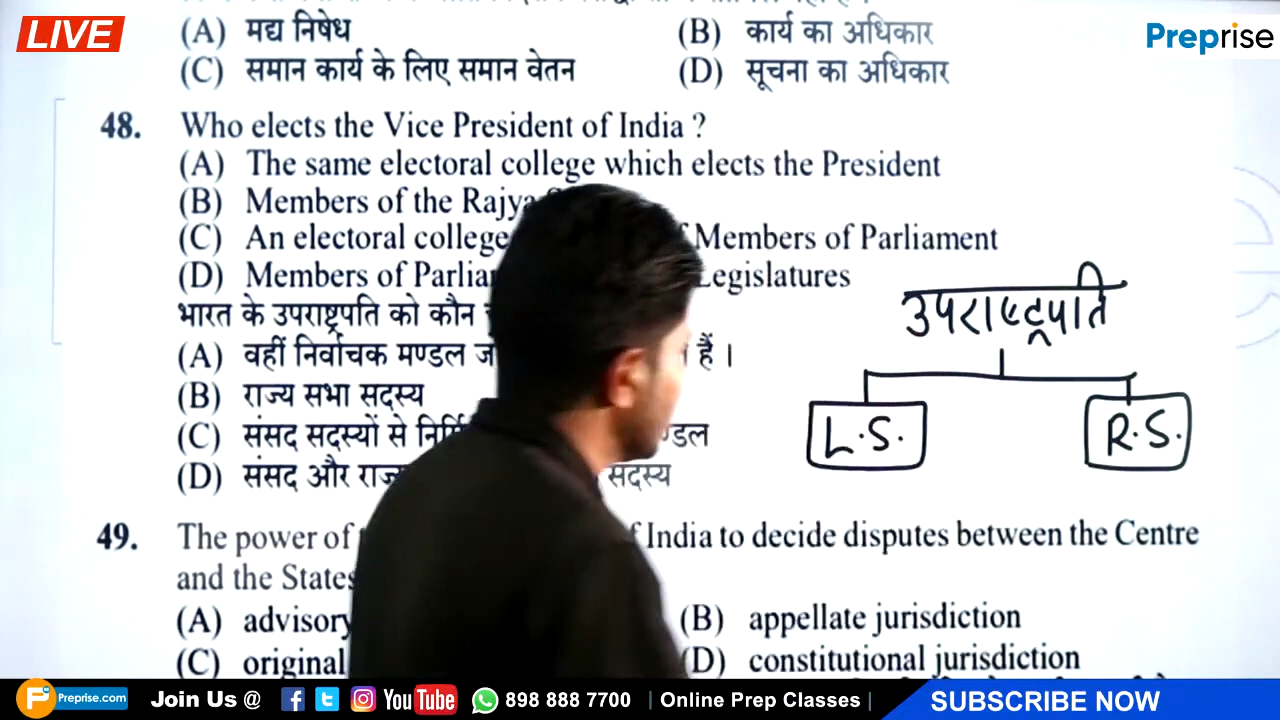 LIVE
Preprise
(A) मद्य निषेध (B) कार्य का अधिकार
(C) समान कार्य के लिए समान वेतन (D) सूचना का अधिकार
48. Who elects the Vice President of India ?
(A) The same electoral college which elects the President
(B) Members of the Rajya
(C) An electoral college Members of Parliament
(D) Members of Legislatures
भारत के उपराष्ट्रपति को कौन
(A) वहीं निर्वाचक मण्डल हैं ।
(B) राज्य सभा सदस्य
(C) संसद सदस्यों से
(D) संसद और सदस्य
उपराष्ट्रपति
L.S. R.S.
49. The power of India to decide disputes between the Centre
and the States
(A) advisory (B) appellate jurisdiction
(C) original (D) constitutional jurisdiction
Preprise.com Join Us @ YouTube 898 888 7700 | Online Prep Classes | SUBSCRIBE NOW